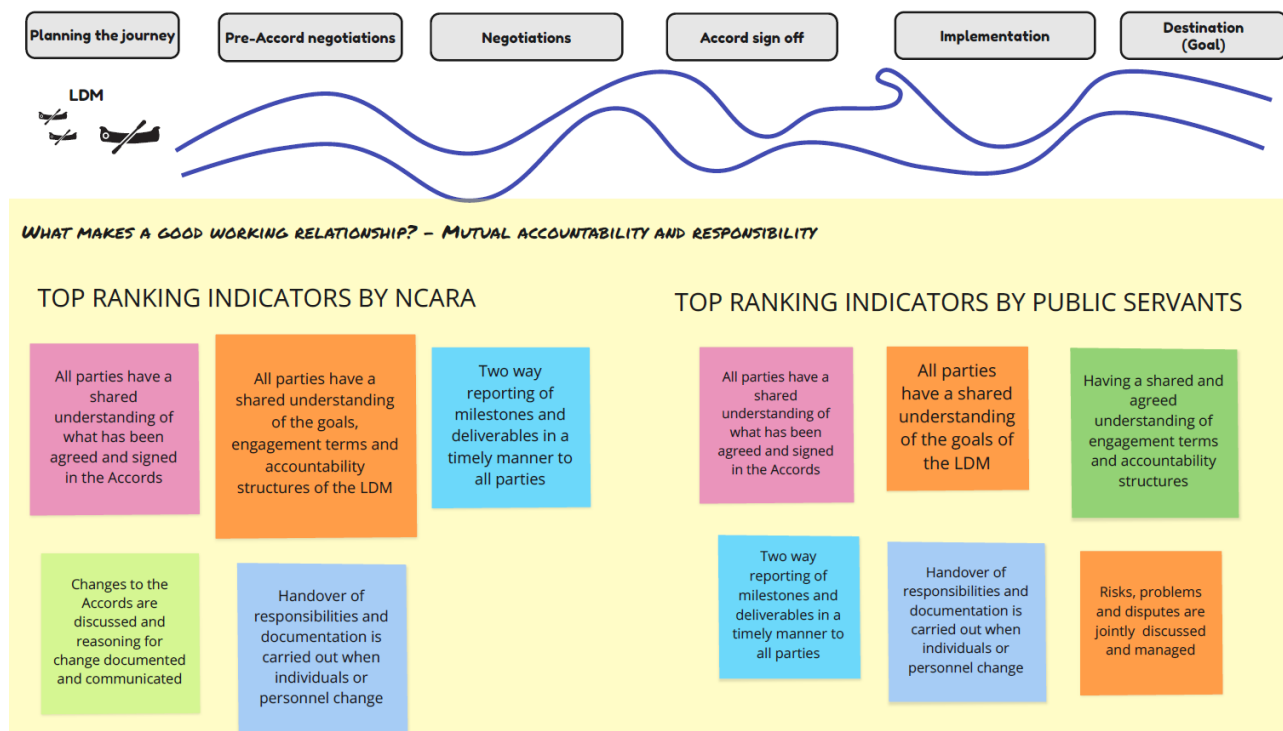 Planning the journey
Pre-Accord negotiations
Negotiations
Accord sign off
Implementation
Destination
(Goal)
LDM
WHAT MAKES A GOOD WORKING RELATIONSHIP? - MUTUAL ACCOUNTABILITY AND RESPONSIBILITY
TOP RANKING INDICATORS BY NCARA
All parties have a
shared
understanding of
what has been
agreed and signed
in the Accords
All parties have a
shared understanding
of the goals,
engagement terms and
accountability
structures of the LDM
Two way
reporting of
milestones and
deliverables in a
timely manner to
all parties
Changes to the
Accords are
discussed and
reasoning for
change documented
and communicated
Handover of
responsibilities and
documentation is
carried out when
individuals or
personnel change
TOP RANKING INDICATORS BY PUBLIC SERVANTS
All parties have a
shared
understanding of
what has been
agreed and signed
in the Accords
All parties
have a shared
understanding
of the goals of
the LDM
Having a shared and
agreed
understanding of
engagement terms
and accountability
structures
Two way
reporting of
milestones and
deliverables in a
timely manner to
all parties
Handover of
responsibilities and
documentation is
carried out when
individuals or
personnel change
Risks, problems
and disputes are
jointly discussed
and managed